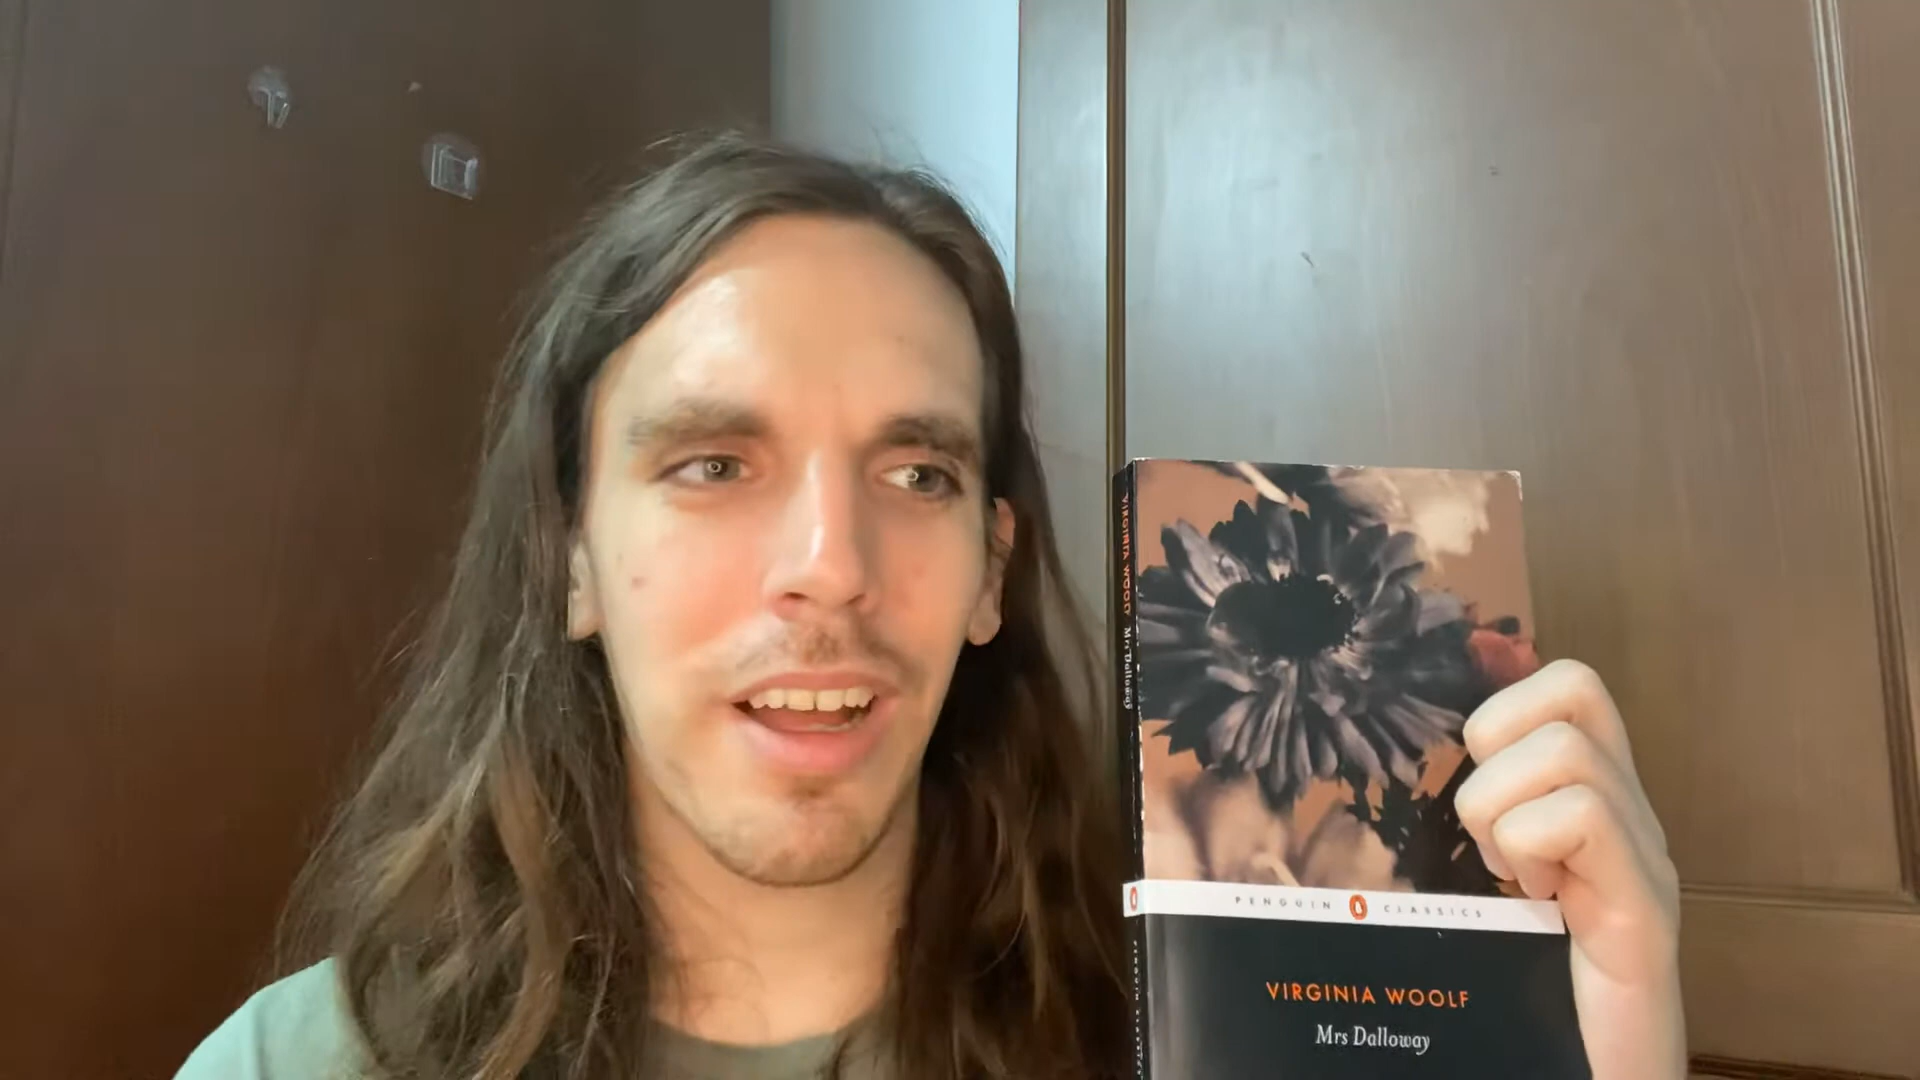 VIRGINIA WOOLF Mrs Dalloway
PENGUIN CLASSICS
VIRGINIA WOOLF
Mrs Dalloway